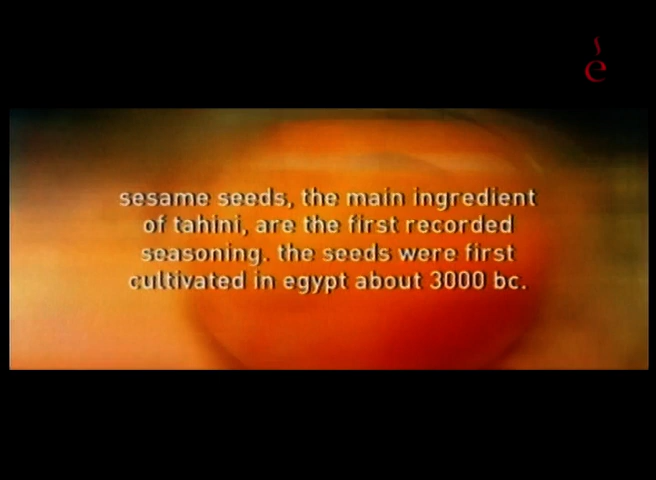 e
sesame seeds, the main ingredient
of tahini, are the first recorded
seasoning. the seeds were first
cultivated in egypt about 3000 bc.